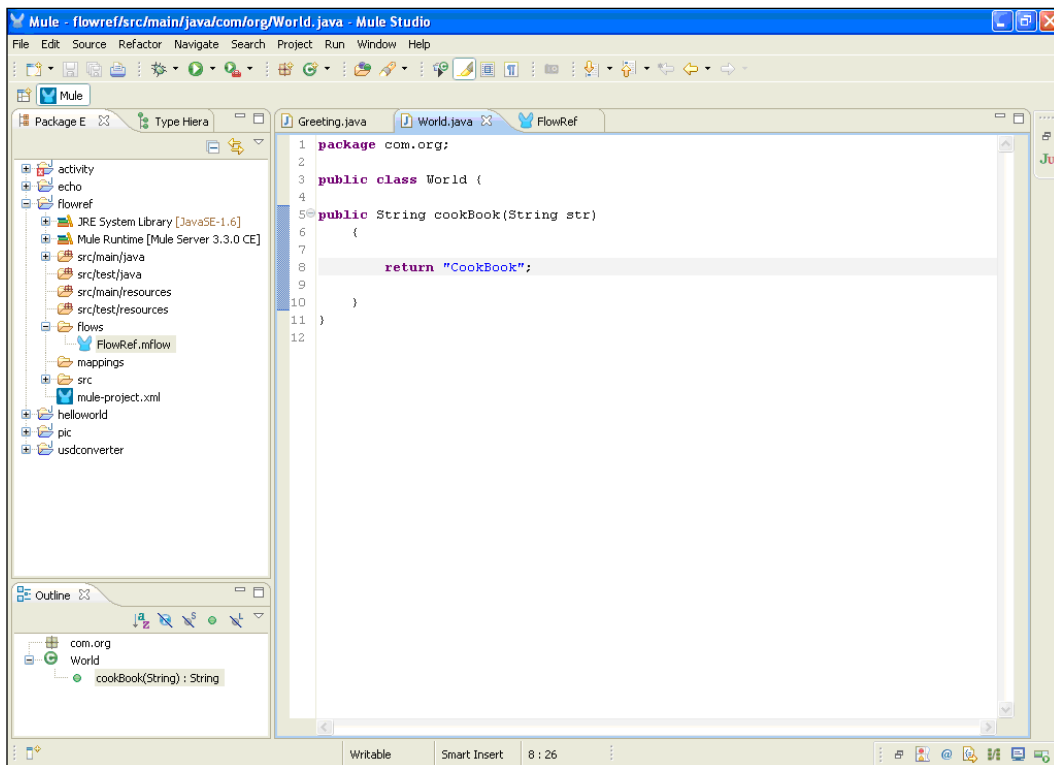 Mule - flowref/src/main/java/com/org/World.java - Mule Studio
File Edit Source Refactor Navigate Search Project Run Window Help
Mule
Package E
Type Hiera
activity
echo
flowref
JRE System Library [JavaSE-1.6]
Mule Runtime [Mule Server 3.3.0 CE]
src/main/java
src/test/java
src/main/resources
src/test/resources
flows
FlowRef.mflow
mappings
src
mule-project.xml
helloworld
pic
usdconverter
Outline
com.org
World
cookBook(String) : String
Greeting.java
World.java
FlowRef
1 package com.org;
2
3 public class World {
4
5 public String cookBook(String str)
6 {
7
8 return "CookBook";
9
10 }
11 }
12
Ju
Writable
Smart Insert
8 : 26